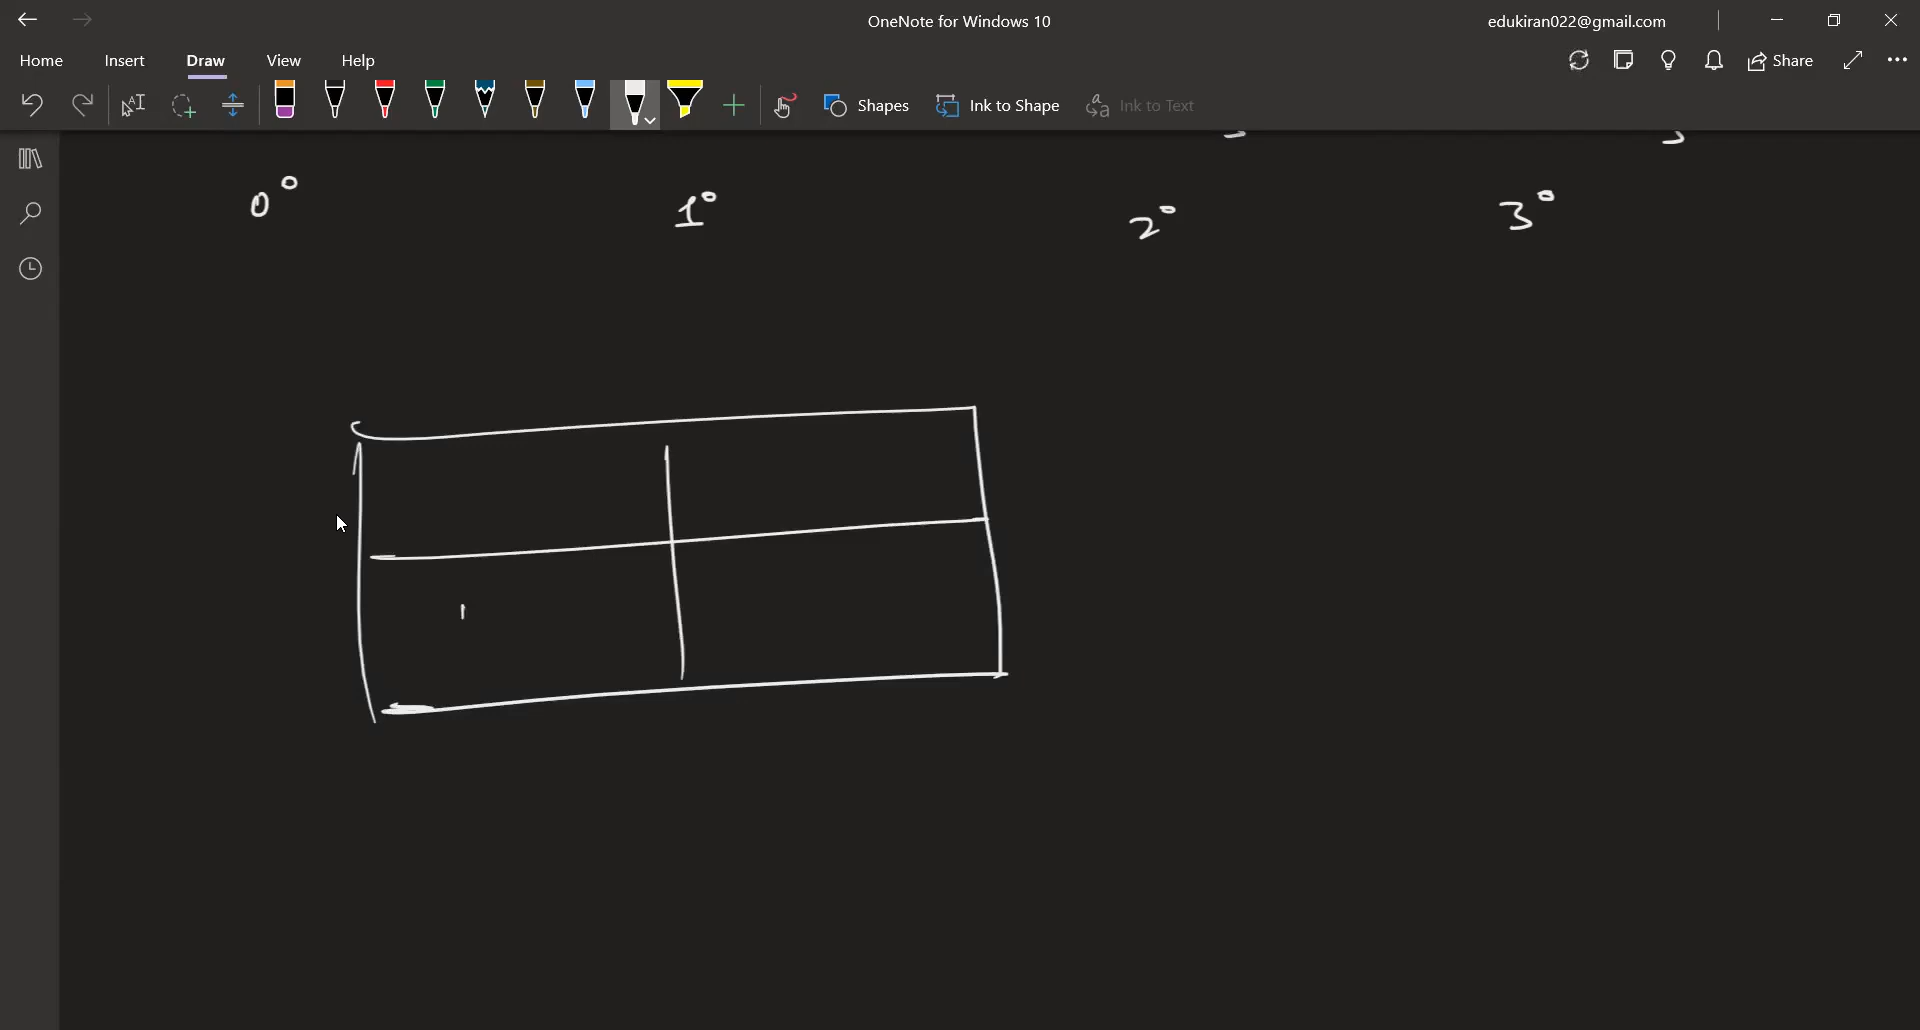 OneNote for Windows 10
edukiran022@gmail.com
Home Insert Draw View Help
Share
Shapes Ink to Shape Ink to Text
0° 1° 2° 3°